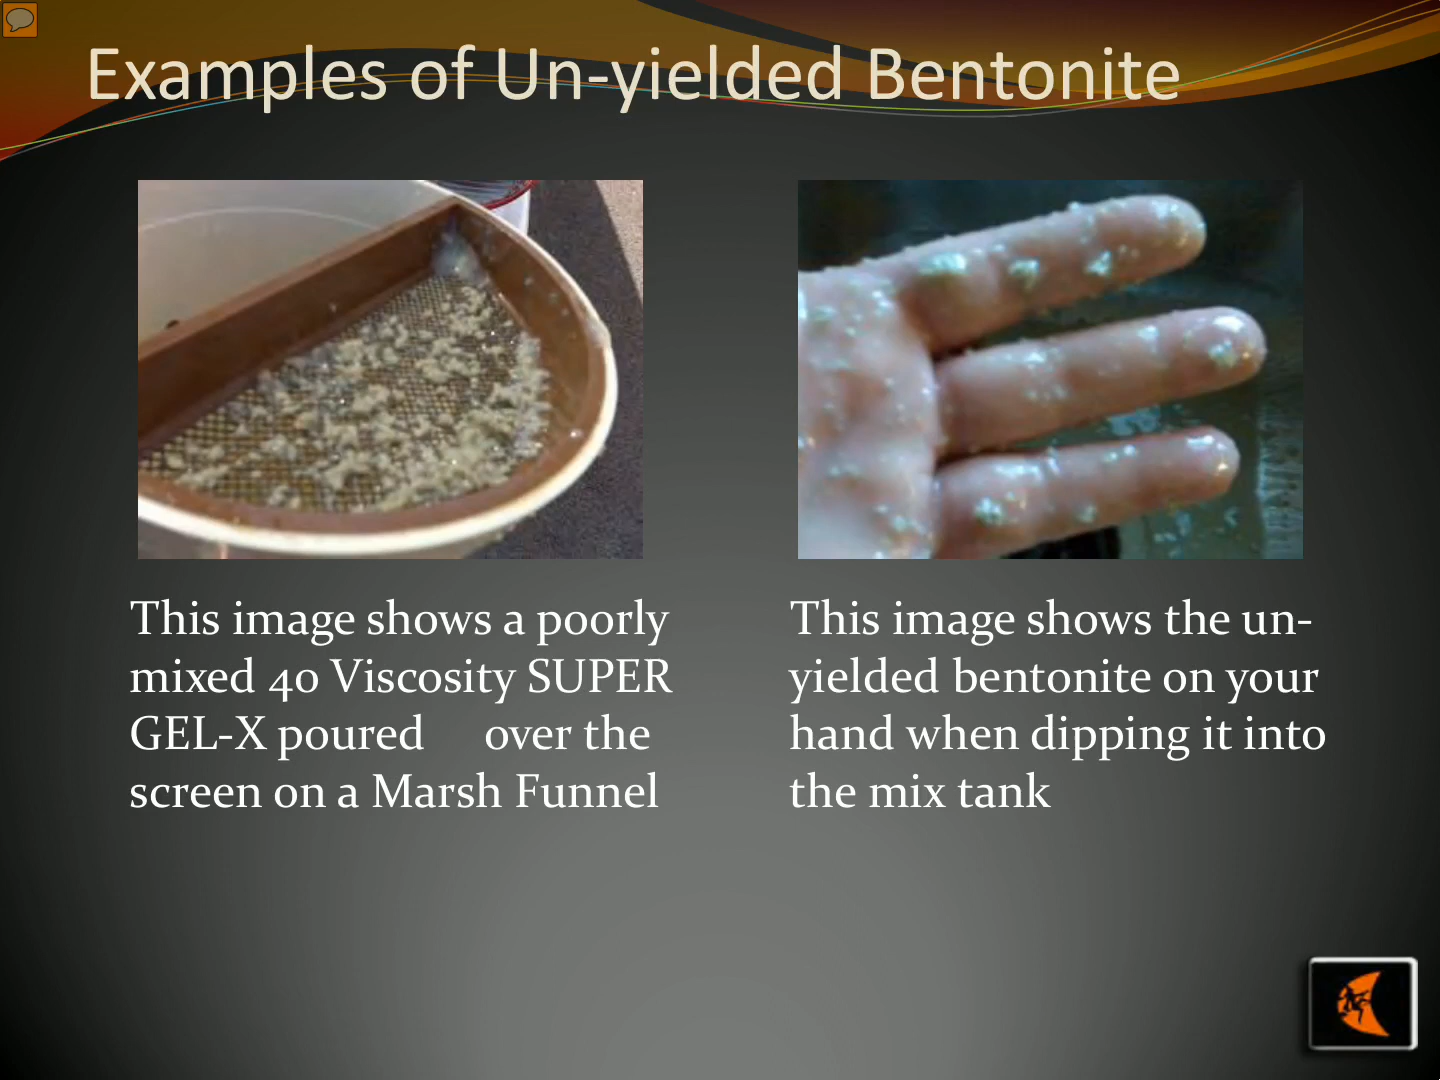 Examples of Un-yielded Bentonite
This image shows a poorly
mixed 40 Viscosity SUPER
GEL-X poured over the
screen on a Marsh Funnel
This image shows the un-
yielded bentonite on your
hand when dipping it into
the mix tank